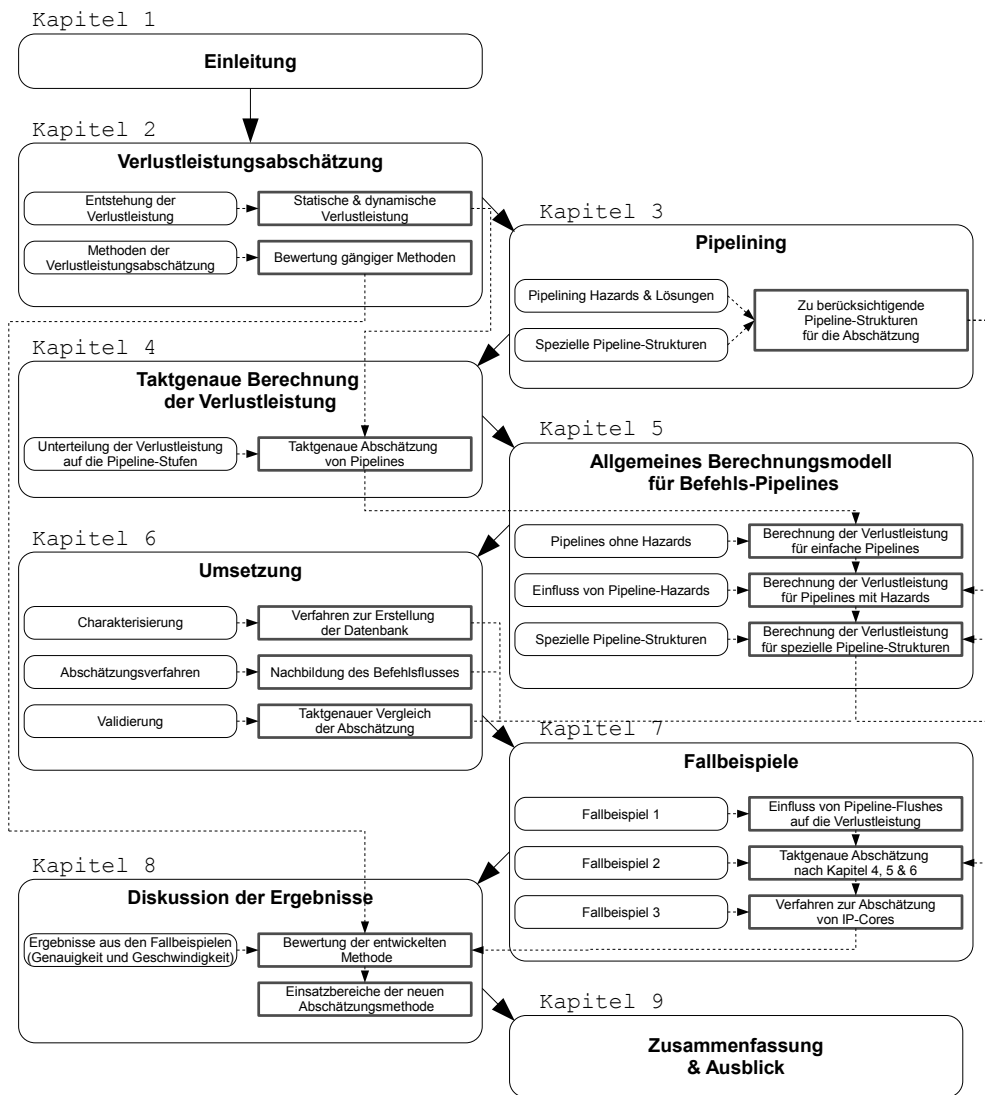 Kapitel 1
Einleitung
Kapitel 2
Verlustleistungsabschätzung
Entstehung der
Verlustleistung
Statische & dynamische
Verlustleistung
Methoden der
Verlustleistungsabschätzung
Bewertung gängiger Methoden
Kapitel 3
Pipelining
Pipelining Hazards & Lösungen
Spezielle Pipeline-Strukturen
Zu berücksichtigende
Pipeline-Strukturen
für die Abschätzung
Kapitel 4
Taktgenaue Berechnung
der Verlustleistung
Unterteilung der Verlustleistung
auf die Pipeline-Stufen
Taktgenaue Abschätzung
von Pipelines
Kapitel 5
Allgemeines Berechnungsmodell
für Befehls-Pipelines
Pipelines ohne Hazards
Berechnung der Verlustleistung
für einfache Pipelines
Einfluss von Pipeline-Hazards
Berechnung der Verlustleistung
für Pipelines mit Hazards
Spezielle Pipeline-Strukturen
Berechnung der Verlustleistung
für spezielle Pipeline-Strukturen
Kapitel 6
Umsetzung
Charakterisierung
Verfahren zur Erstellung
der Datenbank
Abschätzungsverfahren
Nachbildung des Befehlsflusses
Validierung
Taktgenauer Vergleich
der Abschätzung
Kapitel 7
Fallbeispiele
Fallbeispiel 1
Einfluss von Pipeline-Flushes
auf die Verlustleistung
Fallbeispiel 2
Taktgenaue Abschätzung
nach Kapitel 4, 5 & 6
Fallbeispiel 3
Verfahren zur Abschätzung
von IP-Cores
Kapitel 8
Diskussion der Ergebnisse
Ergebnisse aus den Fallbeispielen
(Genauigkeit und Geschwindigkeit)
Bewertung der entwickelten
Methode
Einsatzbereiche der neuen
Abschätzungsmethode
Kapitel 9
Zusammenfassung
& Ausblick